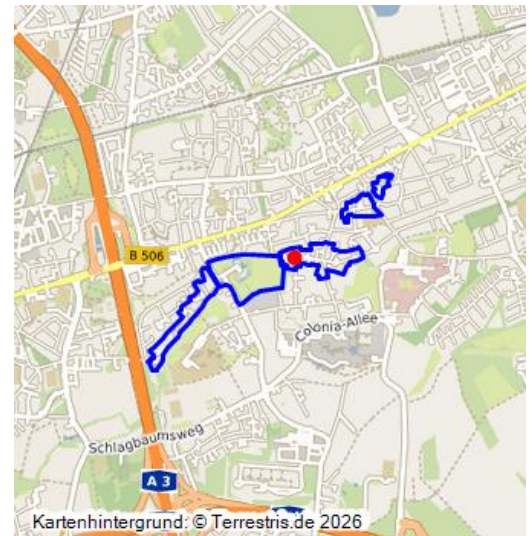 B 506
Colonia-Allee
Schlagbaumsweg
A 3
Kartenhintergrund: © Terrestris.de 2026